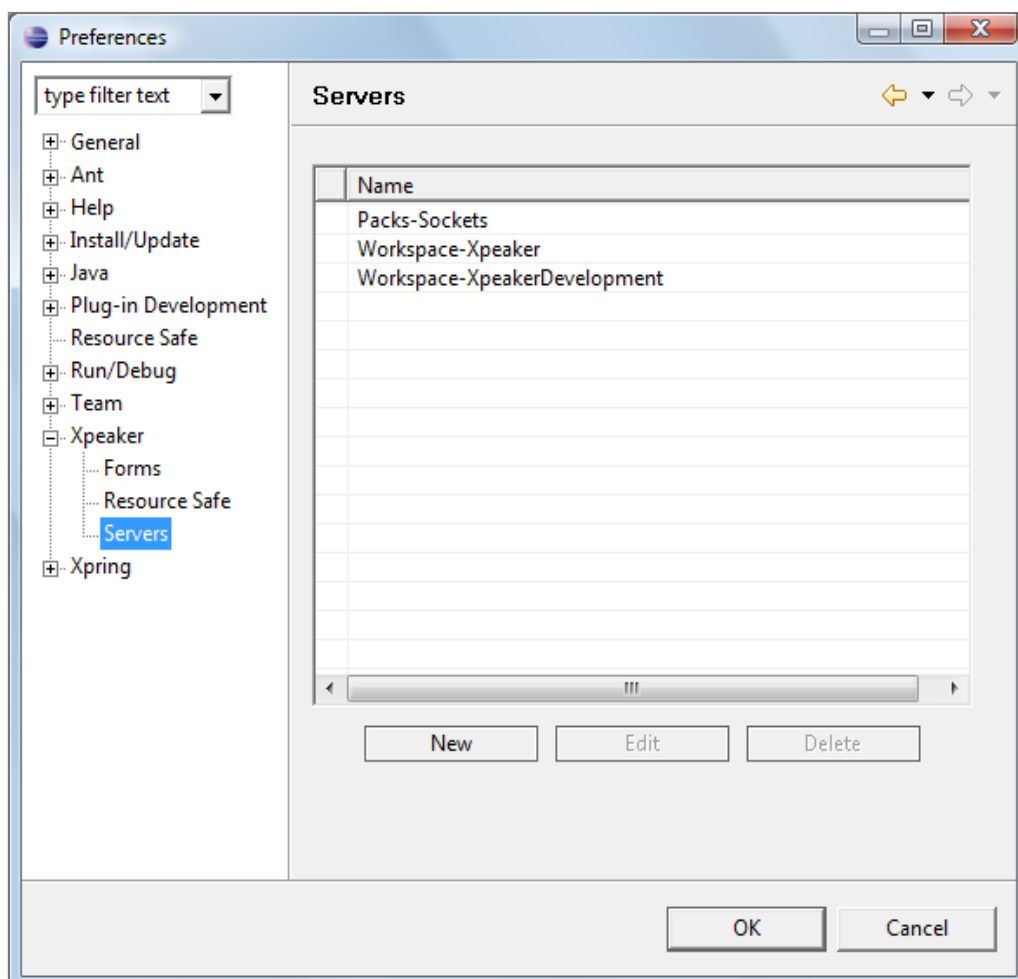 Preferences
type filter text
General
Ant
Help
Install/Update
Java
Plug-in Development
Resource Safe
Run/Debug
Team
Xpeaker
Forms
Resource Safe
Servers
Xpring
Servers
Name
Packs-Sockets
Workspace-Xpeaker
Workspace-XpeakerDevelopment
New Edit Delete
OK Cancel